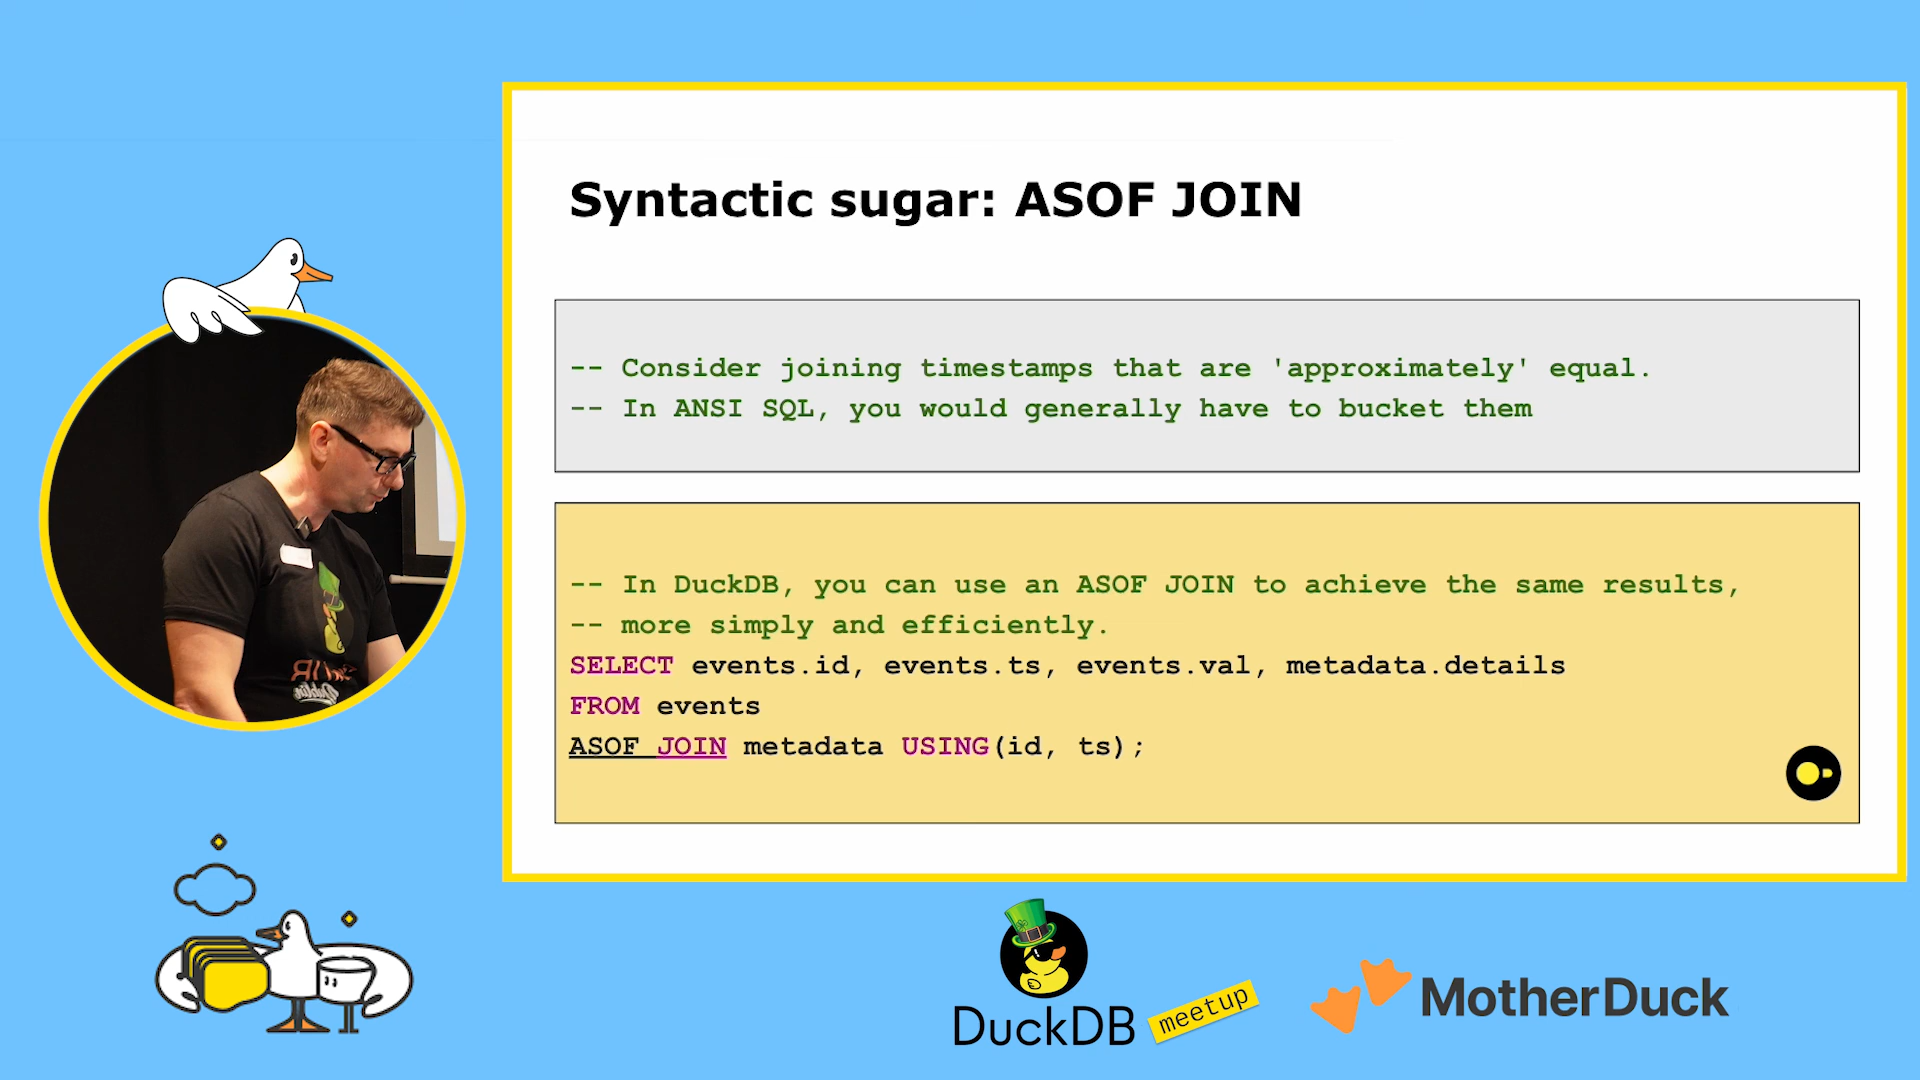 Syntactic sugar: ASOF JOIN
-- Consider joining timestamps that are 'approximately' equal.
-- In ANSI SQL, you would generally have to bucket them
-- In DuckDB, you can use an ASOF JOIN to achieve the same results,
-- more simply and efficiently.
SELECT events.id, events.ts, events.val, metadata.details
FROM events
ASOF JOIN metadata USING(id, ts);
Dublin
DuckDB
meetup
MotherDuck